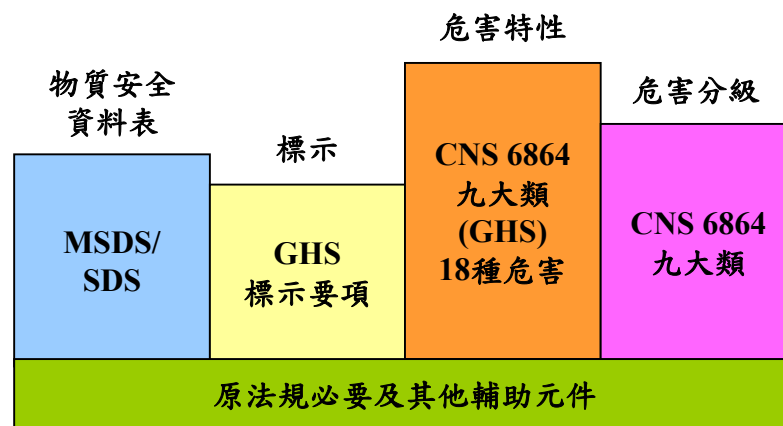 物質安全
資料表
標示
危害特性
危害分級
MSDS/
SDS
GHS
標示要項
CNS 6864
九大類
(GHS)
18種危害
CNS 6864
九大類
原法規必要及其他輔助元件